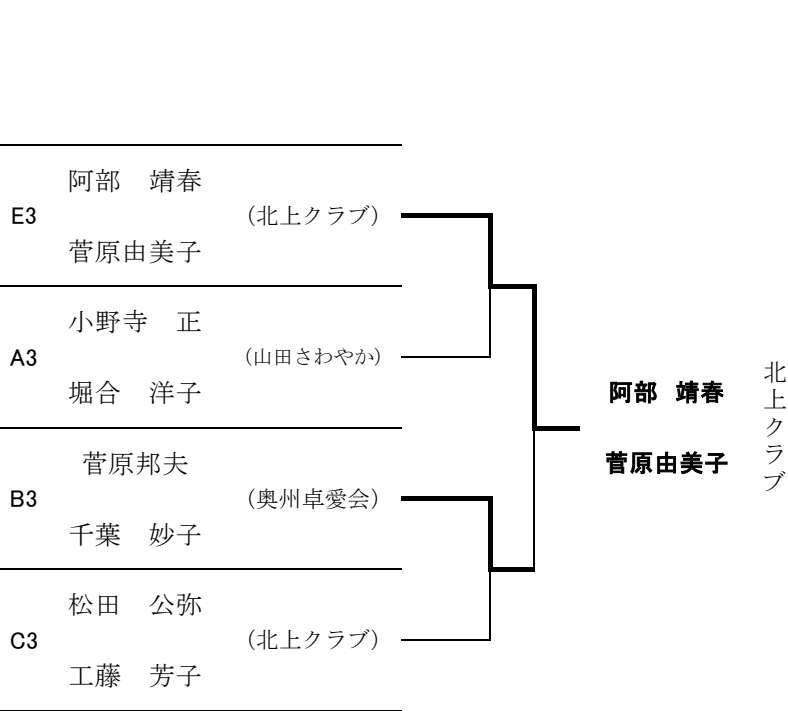 阿部　靖春
E3 （北上クラブ）
菅原由美子
小野寺　正
A3 （山田さわやか）
堀合　洋子
菅原邦夫
B3 （奥州卓愛会）
千葉　妙子
松田　公弥
C3 （北上クラブ）
工藤　芳子
阿部　靖春
菅原由美子
北上クラブ